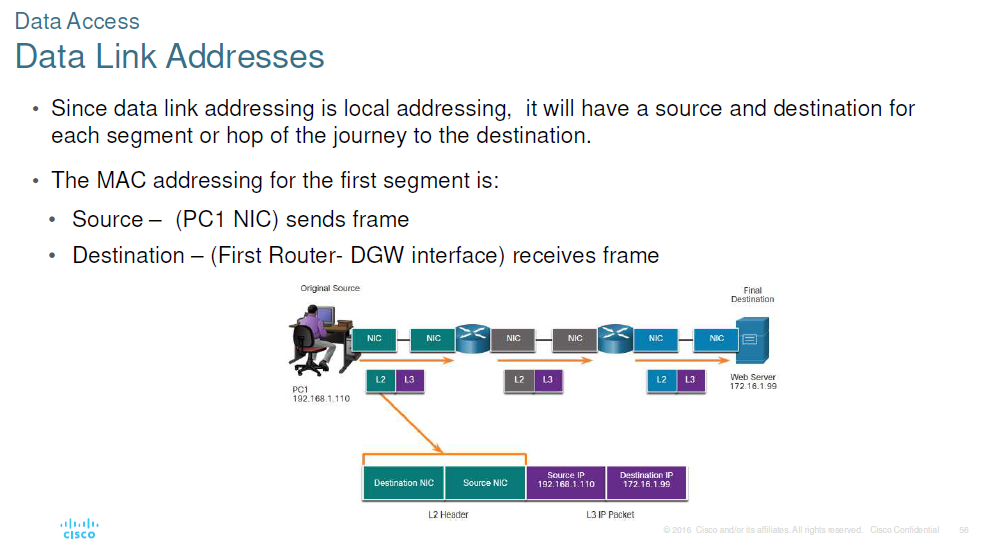 Data Access
Data Link Addresses
• Since data link addressing is local addressing, it will have a source and destination for
each segment or hop of the journey to the destination.
• The MAC addressing for the first segment is:
• Source – (PC1 NIC) sends frame
• Destination – (First Router- DGW interface) receives frame
Original Source
Final
Destination
NIC NIC NIC NIC NIC NIC
L2 L3 L2 L3 L2 L3
PC1
192.168.1.110
Web Server
172.16.1.99
Destination NIC
Source NIC
Source IP
192.168.1.110
Destination IP
172.16.1.99
L2 Header
L3 IP Packet
cisco
© 2016 Cisco and/or its affiliates. All rights reserved. Cisco Confidential 56